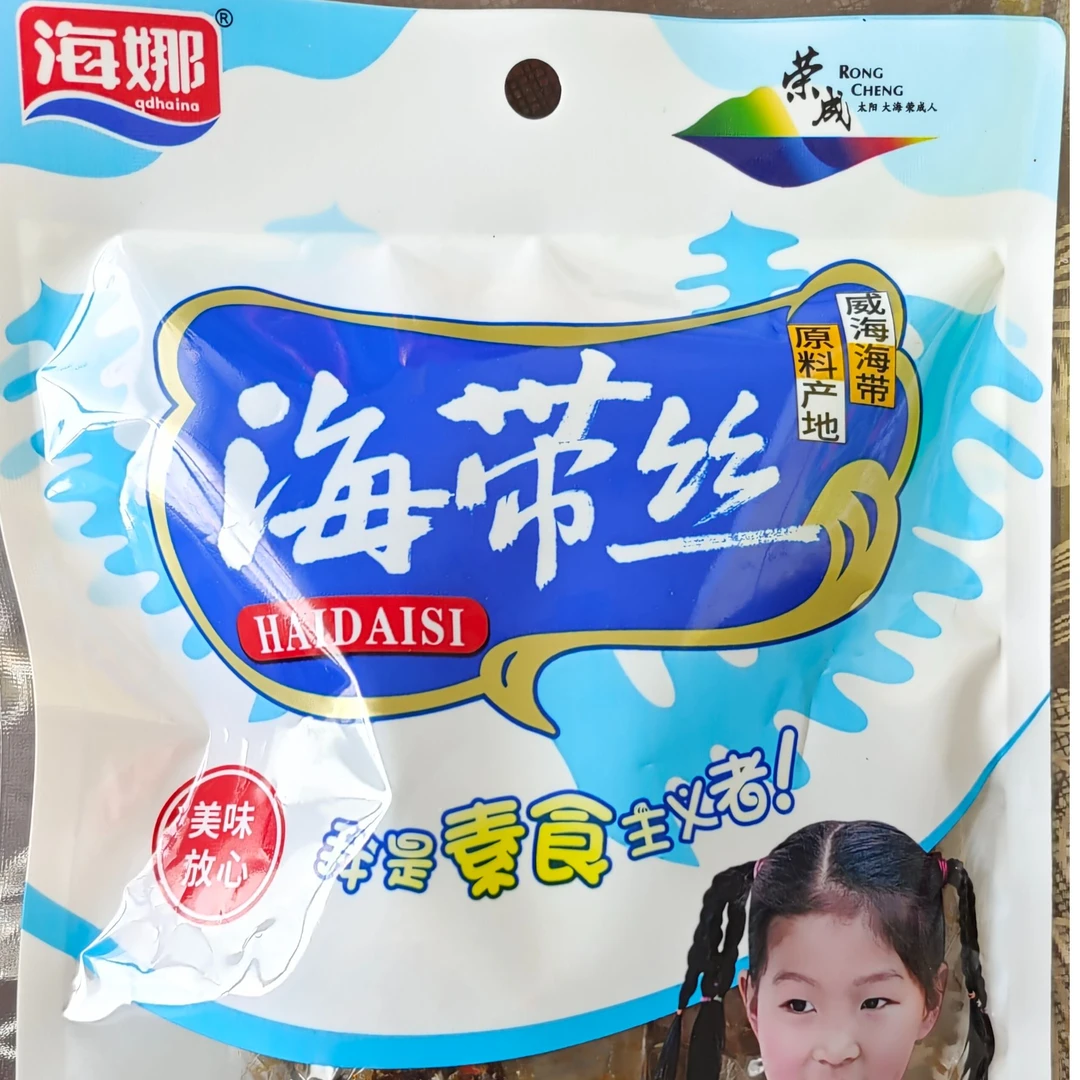 海娜®
qdhaina
荣成
RONG
CHENG
太阳 大海 荣成人
威海海带
原料产地
海带丝
HAIDAISI
美味
放心
我是素食主义者！